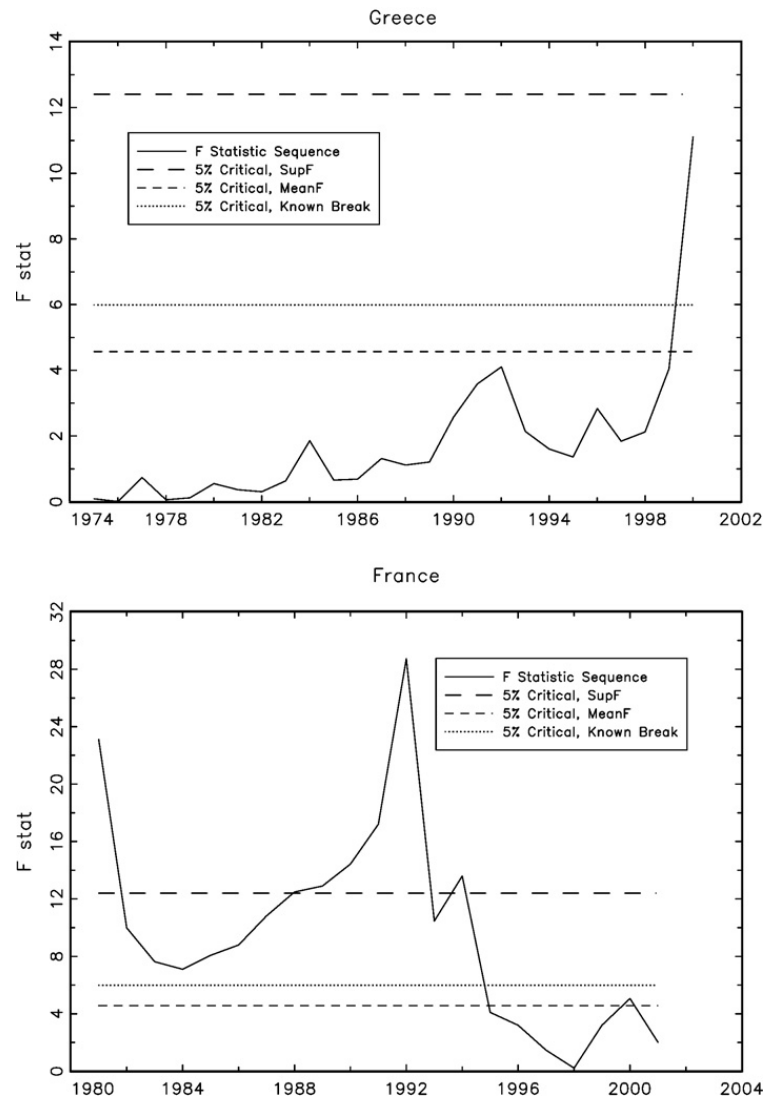 Greece
14
12
10
8
6
4
2
0
F stat
F Statistic Sequence
5% Critical, SupF
5% Critical, MeanF
5% Critical, Known Break
1974 1978 1982 1986 1990 1994 1998 2002
France
32
28
24
20
16
12
8
4
0
F stat
F Statistic Sequence
5% Critical, SupF
5% Critical, MeanF
5% Critical, Known Break
1980 1984 1988 1992 1996 2000 2004